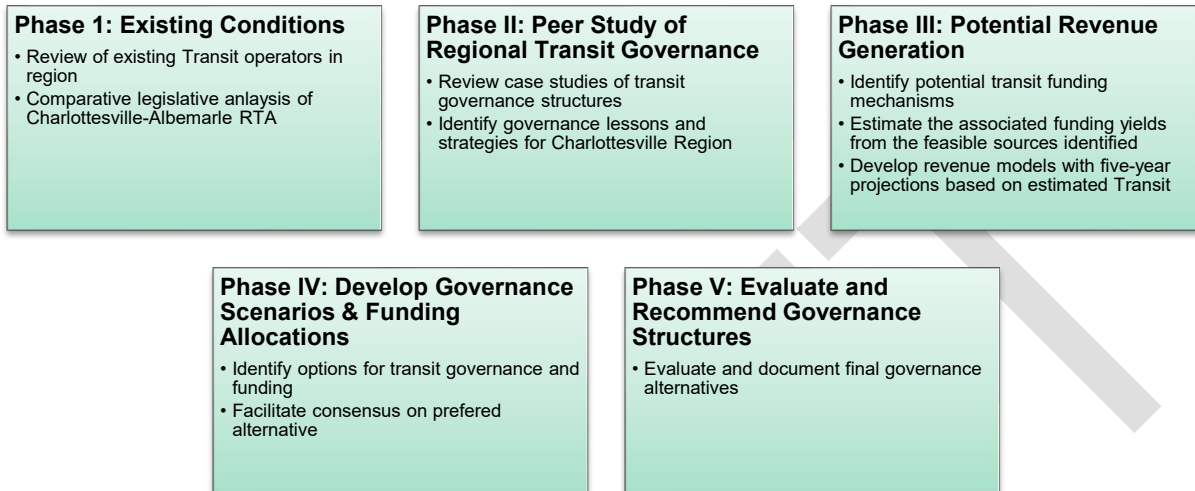 Phase 1: Existing Conditions
• Review of existing Transit operators in
region
• Comparative legislative anlaysis of
Charlottesville-Albemarle RTA
Phase II: Peer Study of
Regional Transit Governance
• Review case studies of transit
governance structures
• Identify governance lessons and
strategies for Charlottesville Region
Phase III: Potential Revenue
Generation
• Identify potential transit funding
mechanisms
• Estimate the associated funding yields
from the feasible sources identified
• Develop revenue models with five-year
projections based on estimated Transit
Phase IV: Develop Governance
Scenarios & Funding
Allocations
• Identify options for transit governance and
funding
• Facilitate consensus on prefered
alternative
Phase V: Evaluate and
Recommend Governance
Structures
• Evaluate and document final governance
alternatives